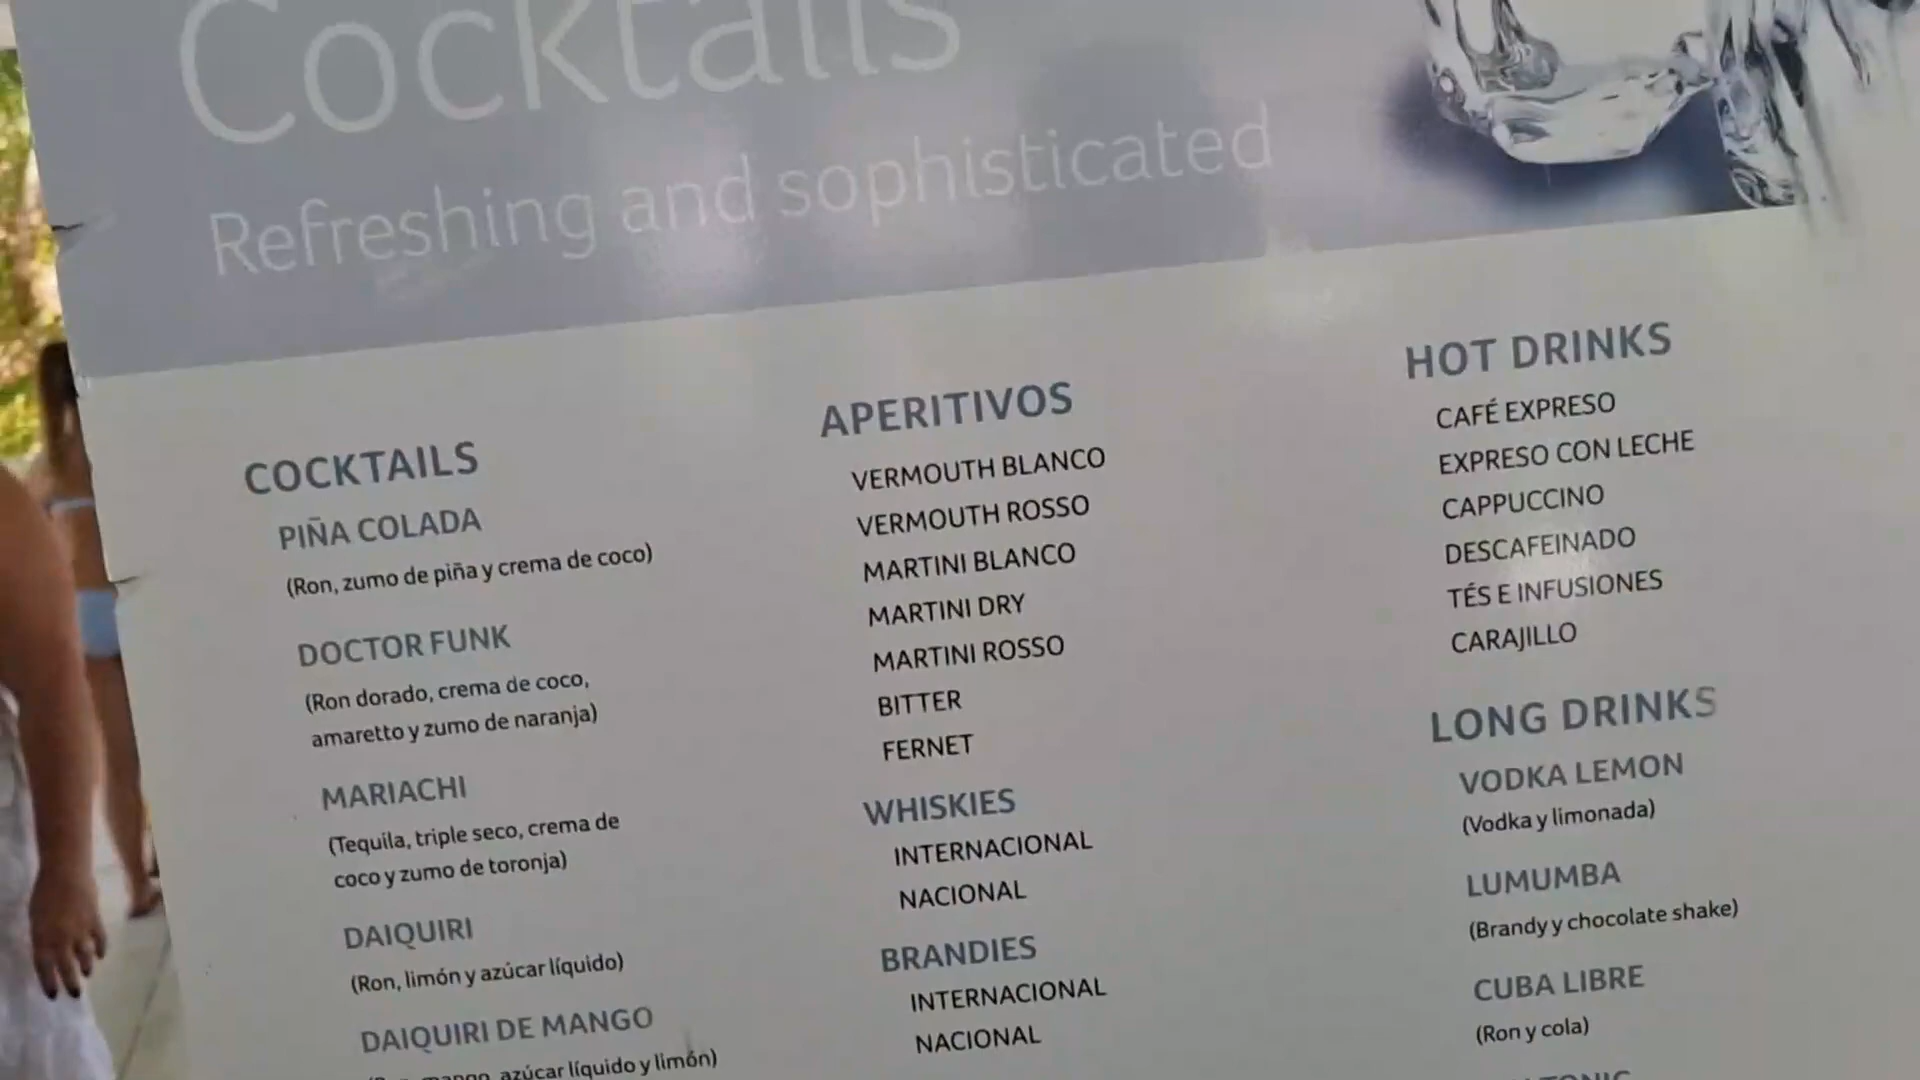 Cocktails
Refreshing and sophisticated
COCKTAILS
PIÑA COLADA
(Ron, zumo de piña y crema de coco)
DOCTOR FUNK
(Ron dorado, crema de coco,
amaretto y zumo de naranja)
MARIACHI
(Tequila, triple seco, crema de
coco y zumo de toronja)
DAIQUIRI
(Ron, limón y azúcar líquido)
DAIQUIRI DE MANGO
mango, azúcar líquido y limón)
APERITIVOS
VERMOUTH BLANCO
VERMOUTH ROSSO
MARTINI BLANCO
MARTINI DRY
MARTINI ROSSO
BITTER
FERNET
WHISKIES
INTERNACIONAL
NACIONAL
BRANDIES
INTERNACIONAL
NACIONAL
HOT DRINKS
CAFÉ EXPRESO
EXPRESO CON LECHE
CAPPUCCINO
DESCAFEINADO
TÉS E INFUSIONES
CARAJILLO
LONG DRINKS
VODKA LEMON
(Vodka y limonada)
LUMUMBA
(Brandy y chocolate shake)
CUBA LIBRE
(Ron y cola)